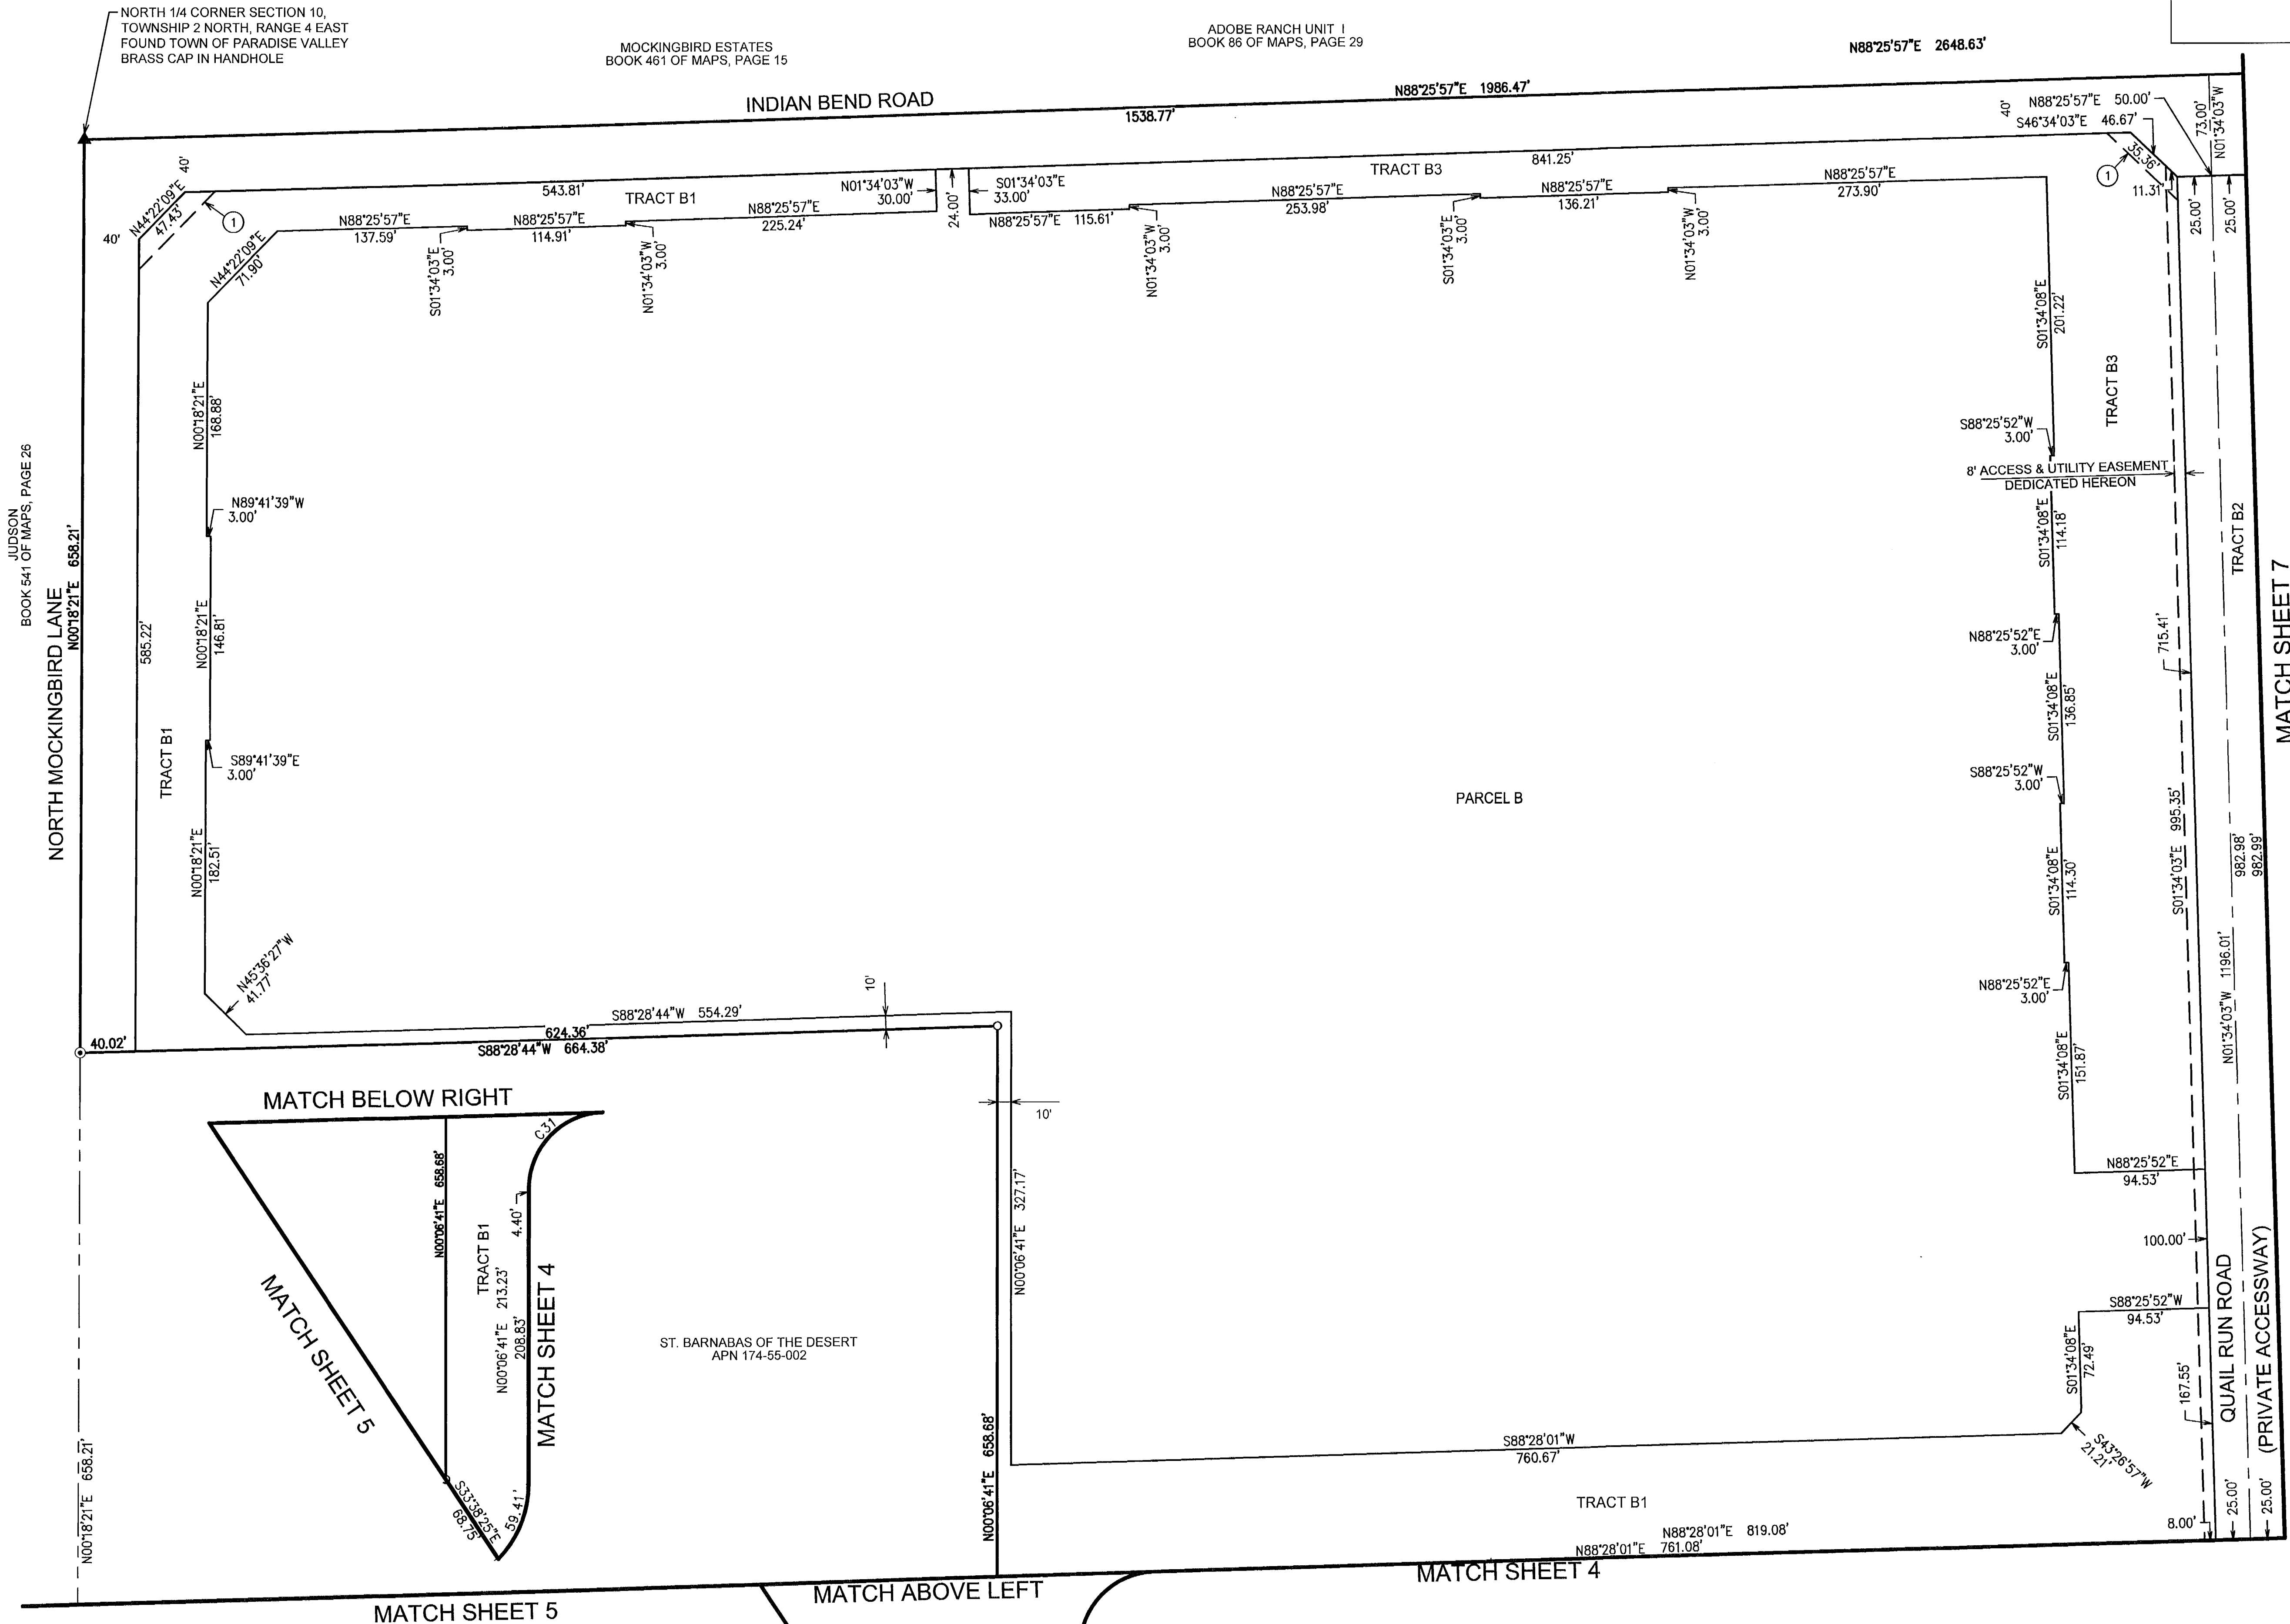 NORTH 1/4 CORNER SECTION 10,
TOWNSHIP 2 NORTH, RANGE 4 EAST
FOUND TOWN OF PARADISE VALLEY
BRASS CAP IN HANDHOLE
MOCKINGBIRD ESTATES
BOOK 461 OF MAPS, PAGE 15
ADOBE RANCH UNIT I
BOOK 86 OF MAPS, PAGE 29
N88°25'57"E 2648.63'
INDIAN BEND ROAD
N88°25'57"E 1986.47'
1538.77'
40'
N88°25'57"E 50.00'
S46°34'03"E 46.67'
73.00'
N01°34'03"W
35.36'
1
11.31'
25.00'
25.00'
40'
40'
N44°22'09"E
47.43'
1
543.81'
TRACT B1
N01°34'03"W
30.00'
24.00'
S01°34'03"E
33.00'
TRACT B3
841.25'
N44°22'09"E
71.90'
N88°25'57"E
137.59'
S01°34'03"E
3.00'
N88°25'57"E
114.91'
N01°34'03"W
3.00'
N88°25'57"E
225.24'
N88°25'57"E 115.61'
N01°34'03"W
3.00'
N88°25'57"E
253.98'
S01°34'03"E
3.00'
N88°25'57"E
136.21'
N01°34'03"W
3.00'
N88°25'57"E
273.90'
JUDSON
BOOK 541 OF MAPS, PAGE 26
NORTH MOCKINGBIRD LANE
N00°18'21"E 658.21'
585.22'
TRACT B1
N00°18'21"E
168.88'
N89°41'39"W
3.00'
N00°18'21"E
146.81'
S89°41'39"E
3.00'
N00°18'21"E
182.51'
N45°36'27"W
41.77'
PARCEL B
S01°34'08"E
201.22'
TRACT B3
S88°25'52"W
3.00'
8' ACCESS & UTILITY EASEMENT
DEDICATED HEREON
S01°34'08"E
114.18'
N88°25'52"E
3.00'
S01°34'08"E
136.85'
S88°25'52"W
3.00'
S01°34'08"E
114.30'
N88°25'52"E
3.00'
S01°34'08"E
151.87'
N88°25'52"E
94.53'
715.41'
S01°34'03"E 995.35'
TRACT B2
982.98'
982.99'
N01°34'03"W 1196.01'
MATCH SHEET 7
100.00'
S88°25'52"W
94.53'
S01°34'08"E
72.49'
S43°26'57"W
21.21'
167.55'
QUAIL RUN ROAD
(PRIVATE ACCESSWAY)
8.00'
25.00'
25.00'
40.02'
10'
S88°28'44"W 554.29'
624.36'
S88°28'44"W 664.38'
10'
N00°06'41"E 327.17'
N00°06'41"E 658.68'
MATCH BELOW RIGHT
C31
N00°06'41"E 658.68'
TRACT B1
4.40'
N00°06'41"E 213.23'
208.83'
MATCH SHEET 4
MATCH SHEET 5
S33°38'25"E
68.75'
59.41'
ST. BARNABAS OF THE DESERT
APN 174-55-002
N00°18'21"E 658.21'
S88°28'01"W
760.67'
TRACT B1
N88°28'01"E 819.08'
N88°28'01"E 761.08'
MATCH SHEET 4
MATCH ABOVE LEFT
MATCH SHEET 5